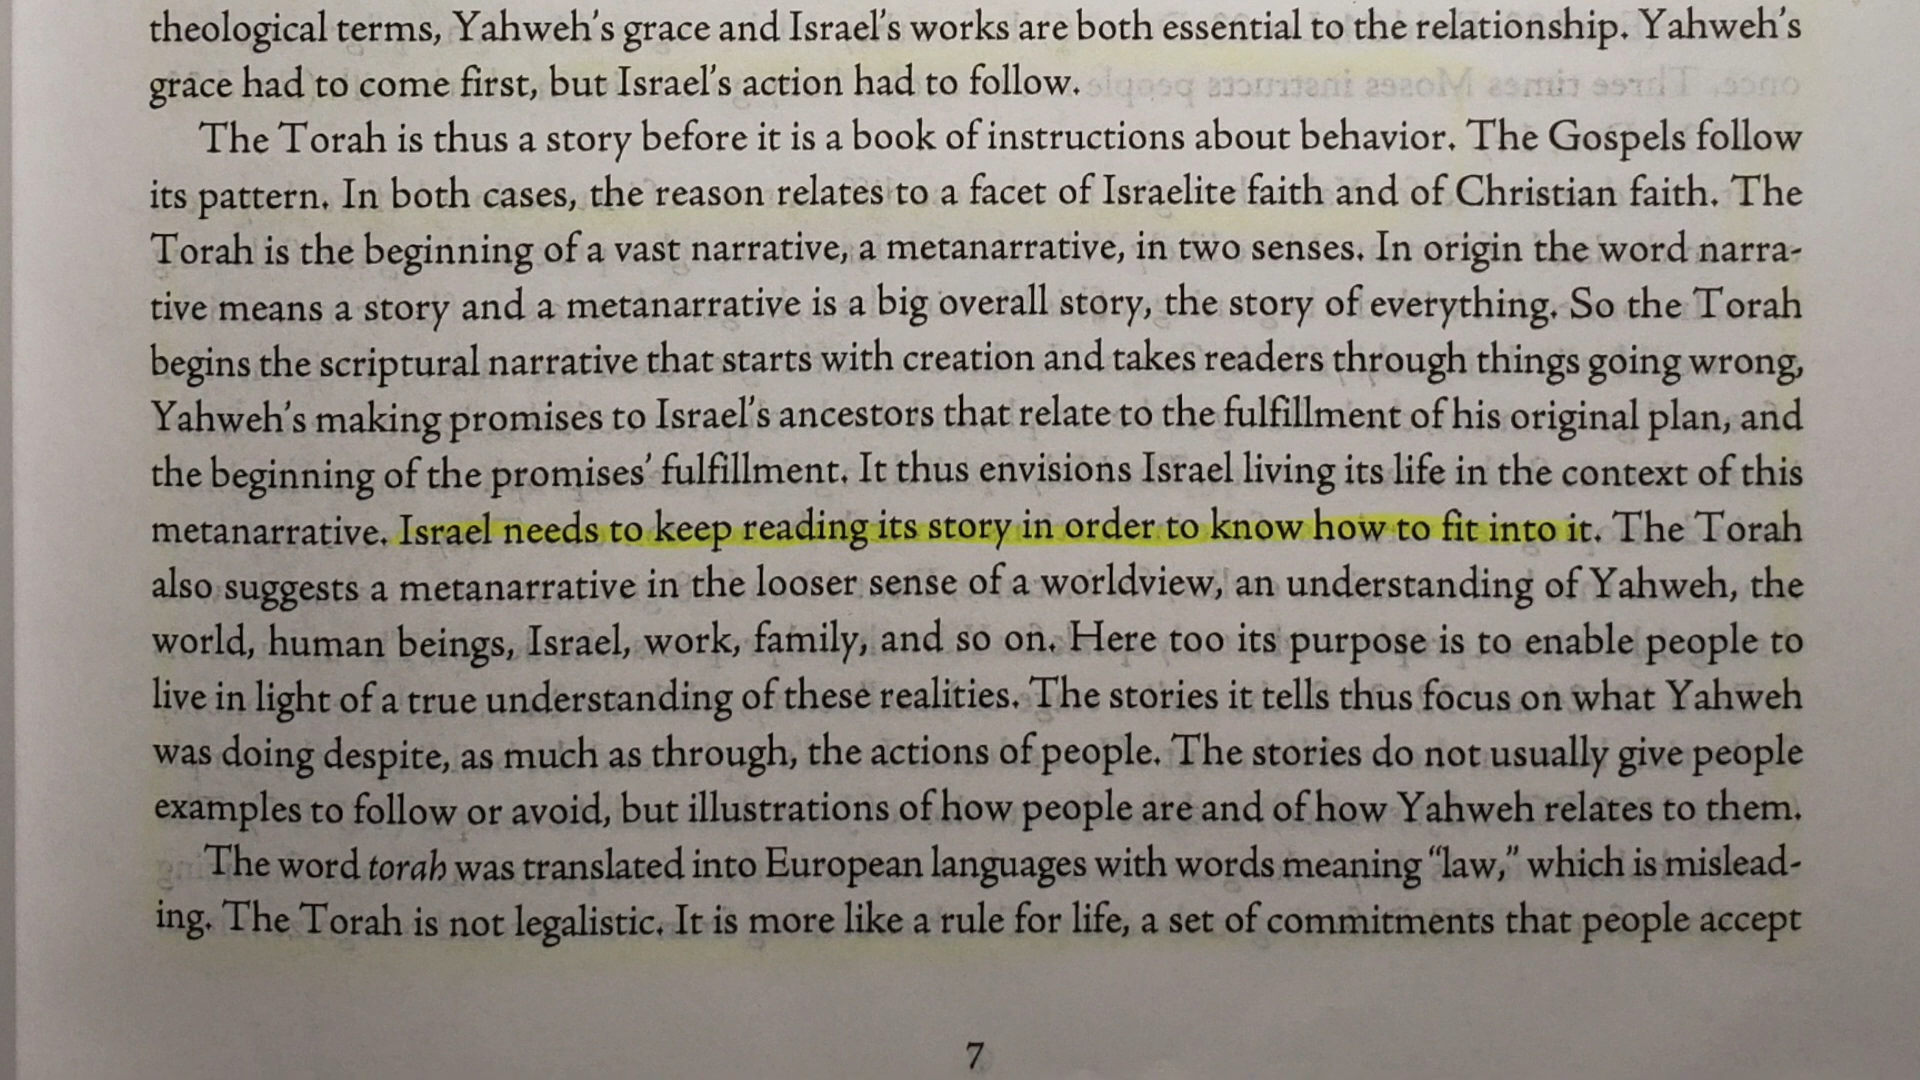 theological terms, Yahweh's grace and Israel's works are both essential to the relationship. Yahweh's
grace had to come first, but Israel's action had to follow.
The Torah is thus a story before it is a book of instructions about behavior. The Gospels follow
its pattern. In both cases, the reason relates to a facet of Israelite faith and of Christian faith. The
Torah is the beginning of a vast narrative, a metanarrative, in two senses. In origin the word narra-
tive means a story and a metanarrative is a big overall story, the story of everything. So the Torah
begins the scriptural narrative that starts with creation and takes readers through things going wrong,
Yahweh's making promises to Israel's ancestors that relate to the fulfillment of his original plan, and
the beginning of the promises' fulfillment. It thus envisions Israel living its life in the context of this
metanarrative. Israel needs to keep reading its story in order to know how to fit into it. The Torah
also suggests a metanarrative in the looser sense of a worldview, an understanding of Yahweh, the
world, human beings, Israel, work, family, and so on. Here too its purpose is to enable people to
live in light of a true understanding of these realities. The stories it tells thus focus on what Yahweh
was doing despite, as much as through, the actions of people. The stories do not usually give people
examples to follow or avoid, but illustrations of how people are and of how Yahweh relates to them.
The word torah was translated into European languages with words meaning “law,” which is mislead-
ing. The Torah is not legalistic. It is more like a rule for life, a set of commitments that people accept
7